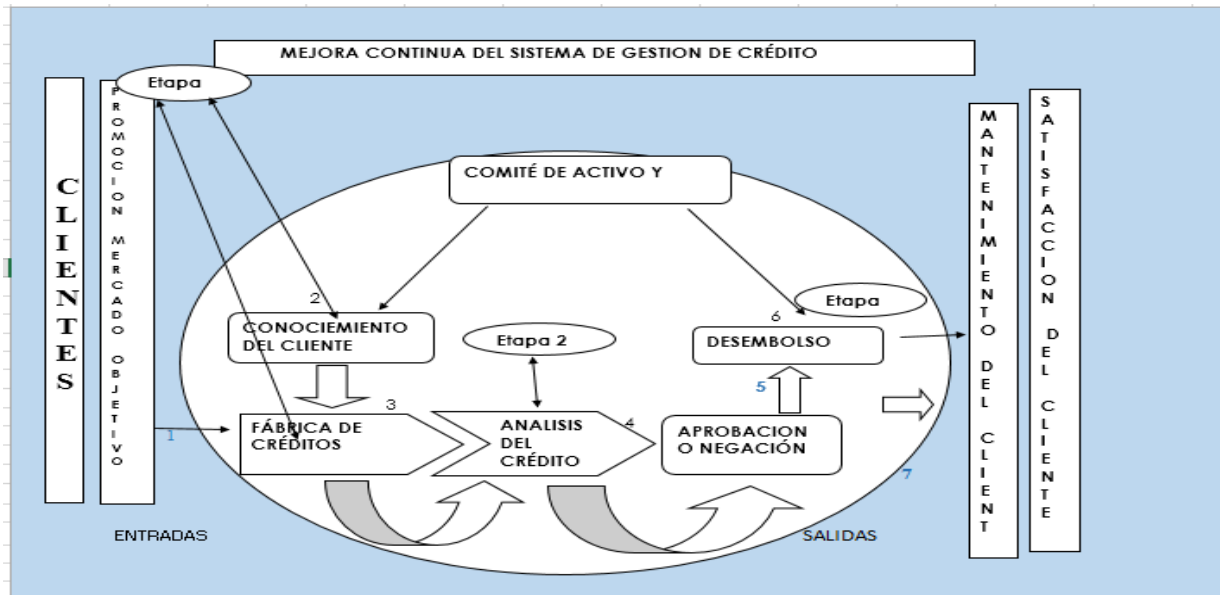 MEJORA CONTINUA DEL SISTEMA DE GESTION DE CRÉDITO
Etapa
CLIENTES
PROMOCION MERCADO OBJETIVO
COMITÉ DE ACTIVO Y
MANTENIMIENTO DEL CLIENT
SATISFACCION DEL CLIENTE
2
CONOCIEMIENTO
DEL CLIENTE
Etapa 2
Etapa
6
DESEMBOLSO
5
3
1
FÁBRICA DE
CRÉDITOS
ANALISIS
DEL
CRÉDITO
4
APROBACION
O NEGACIÓN
7
ENTRADAS
SALIDAS